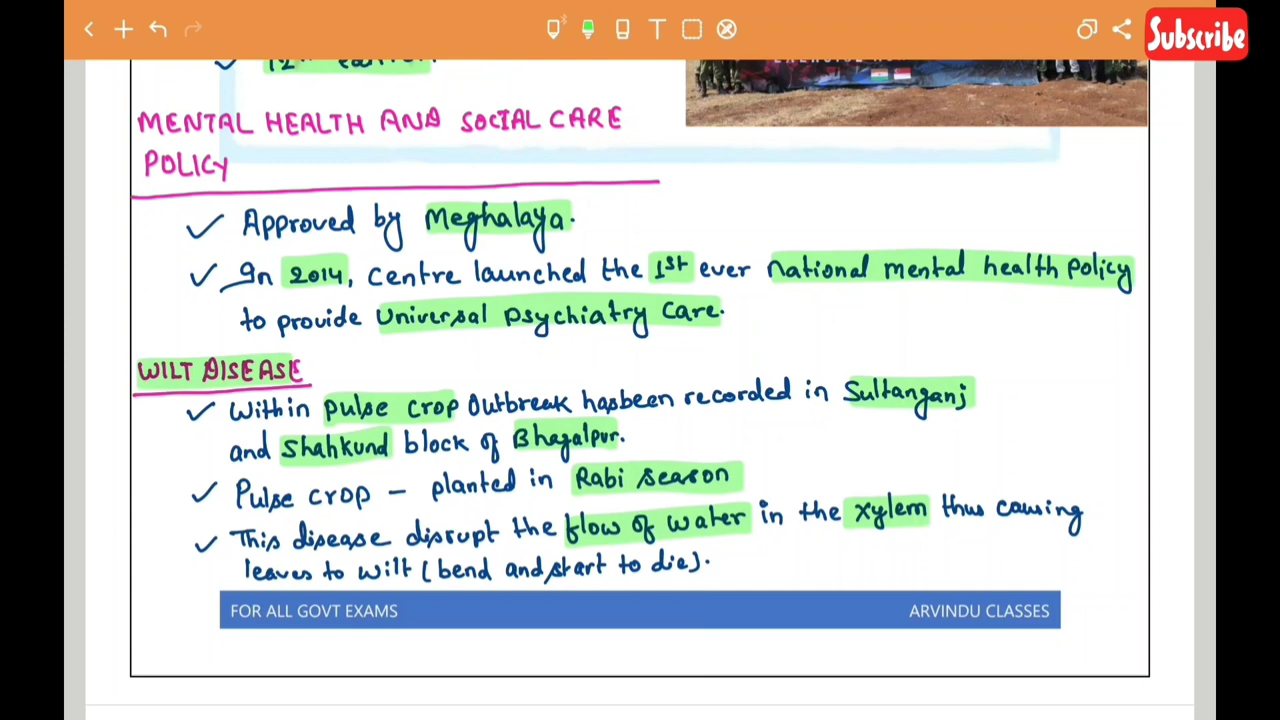 Subscribe
12th edition
MENTAL HEALTH AND SOCIAL CARE
POLICY
Approved by Meghalaya.
In 2014, Centre launched the 1st ever national mental health policy
to provide Universal Psychiatry Care.
WILT DISEASE
Within pulse crop outbreak hasbeen recorded in Sultanganj
and Shahkund block of Bhagalpur.
Pulse crop – planted in Rabi season
This disease disrupt the flow of water in the xylem thus causing
leaves to wilt (bend and start to die).
FOR ALL GOVT EXAMS
ARVINDU CLASSES